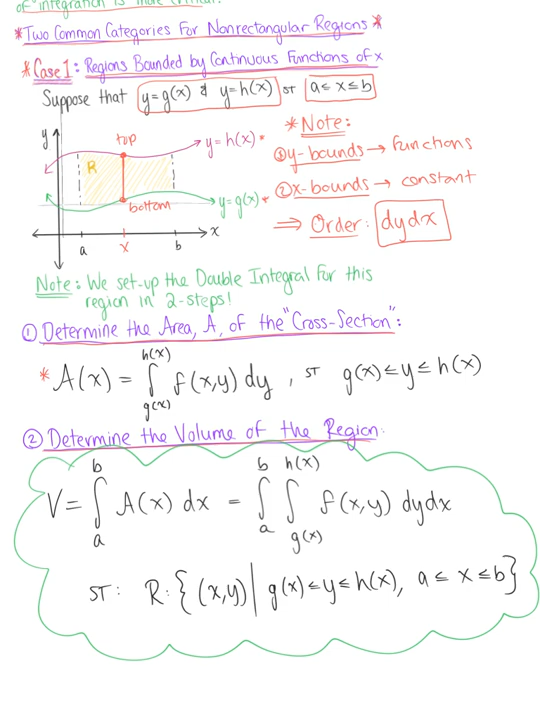 of integration is more critical.
*Two Common Categories For Nonrectangular Regions*
*Case 1: Regions Bounded by Continuous Functions of x
Suppose that y=g(x) & y=h(x) st a≤x≤b
*Note:
① y-bounds → functions
② x-bounds → constant
⇒ Order: dydx
y
top
y=h(x)*
R
bottom
y=g(x)*
a x b x
Note: We set-up the Double Integral for this
region in 2-steps!
① Determine the Area, A, of the "Cross-Section":
* A(x) = ∫_{g(x)}^{h(x)} f(x,y) dy , ST g(x)≤y≤h(x)
② Determine the Volume of the Region:
V = ∫_a^b A(x) dx = ∫_a^b ∫_{g(x)}^{h(x)} f(x,y) dydx
ST: R:{(x,y)| g(x)≤y≤h(x), a≤x≤b}